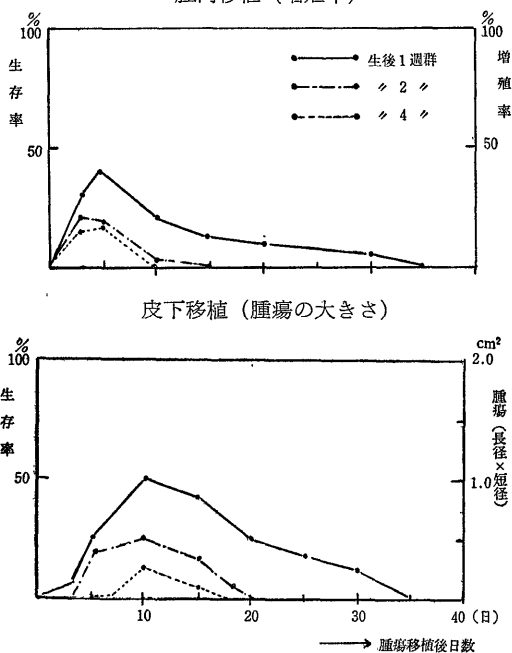 % 100
生存率
50
% 100
増殖率
50
生後1週群
〃 2 〃
〃 4 〃
皮下移植（腫瘍の大きさ）
% 100
生存率
50
cm² 2.0
腫瘍（長径×短径）
1.0
10 20 30 40（日）
→ 腫瘍移植後日数